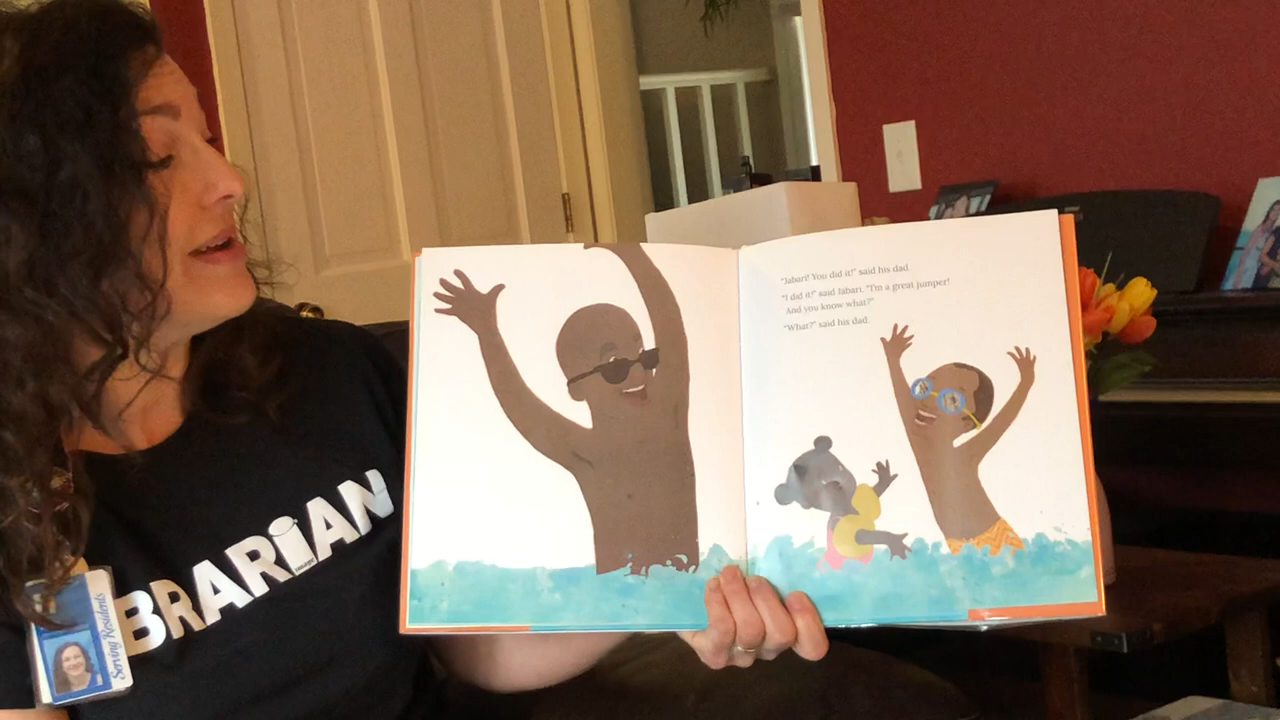 BRARIAN
Serving Residents
"Jabari! You did it!" said his dad.
"I did it!" said Jabari. "I'm a great jumper!
And you know what?"
"What?" said his dad.